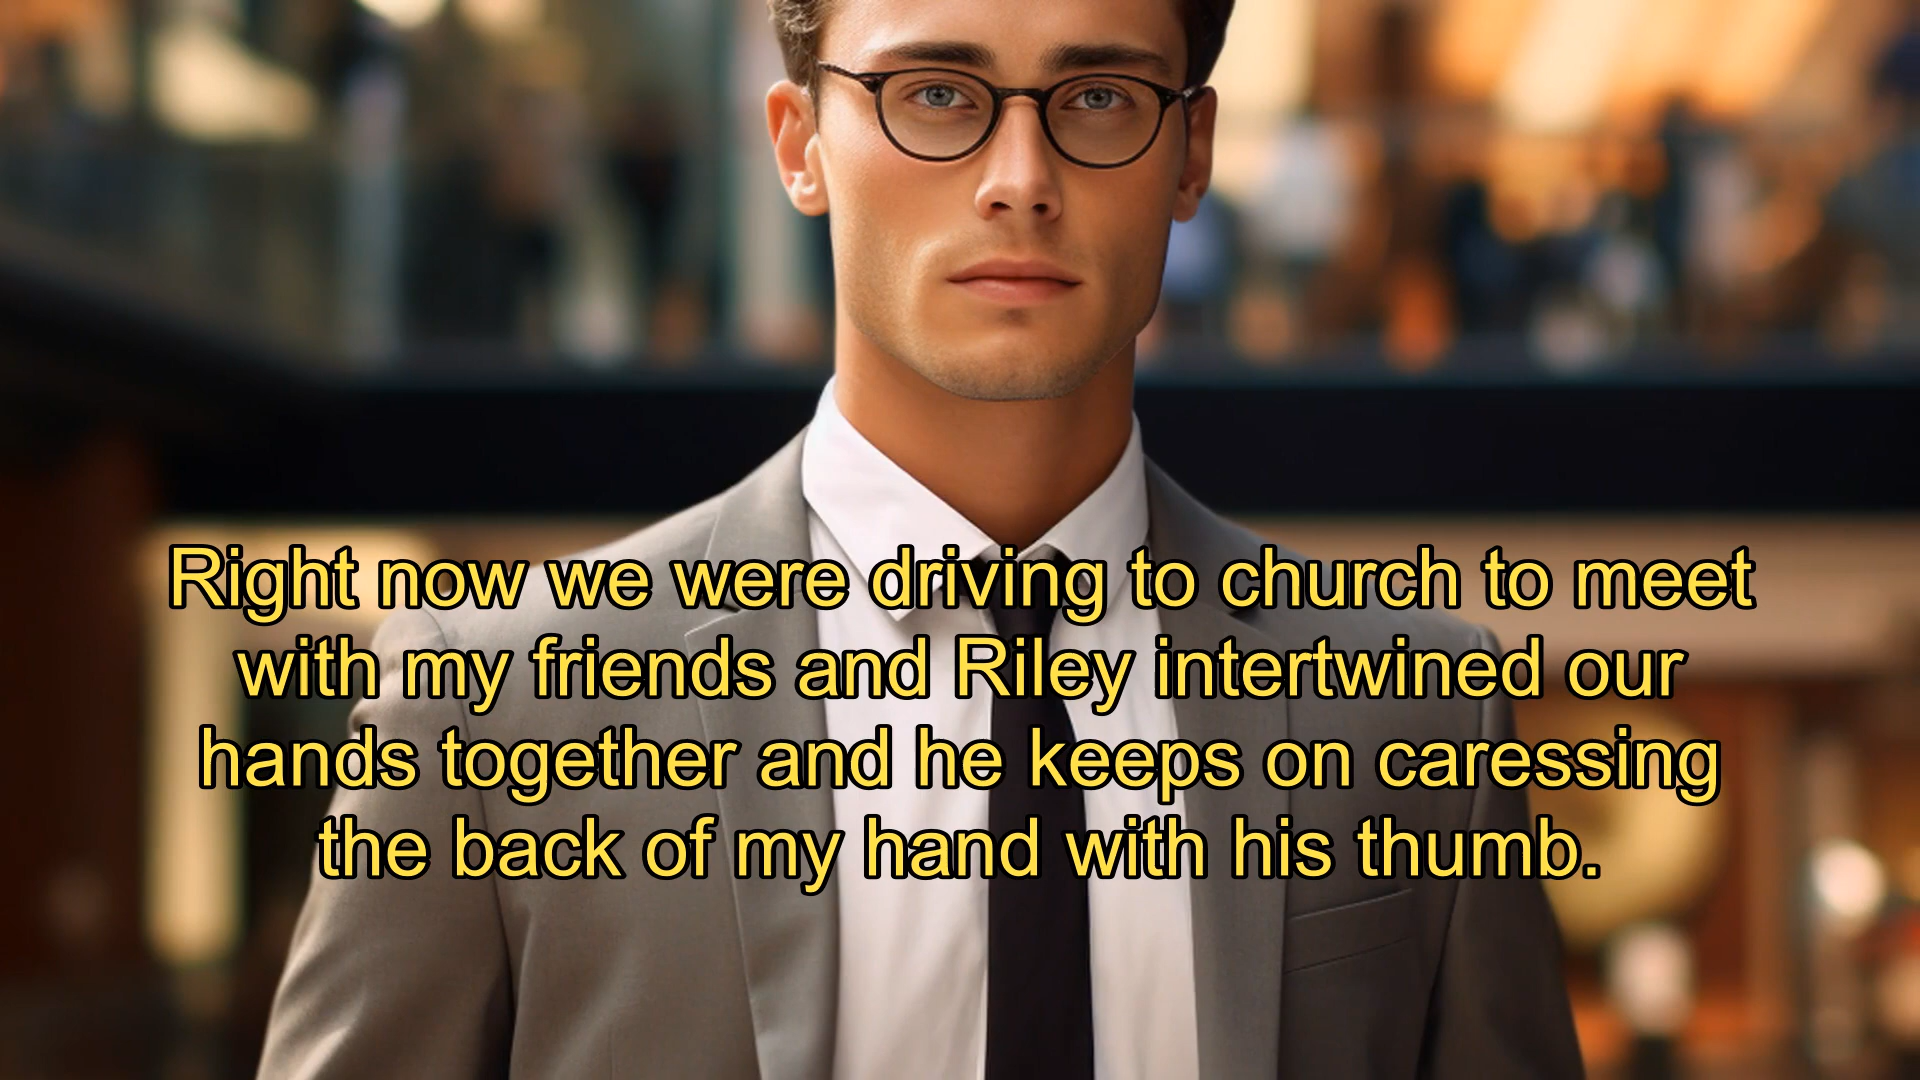 Right now we were driving to church to meet
with my friends and Riley intertwined our
hands together and he keeps on caressing
the back of my hand with his thumb.